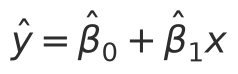 ŷ = β̂₀ + β̂₁x